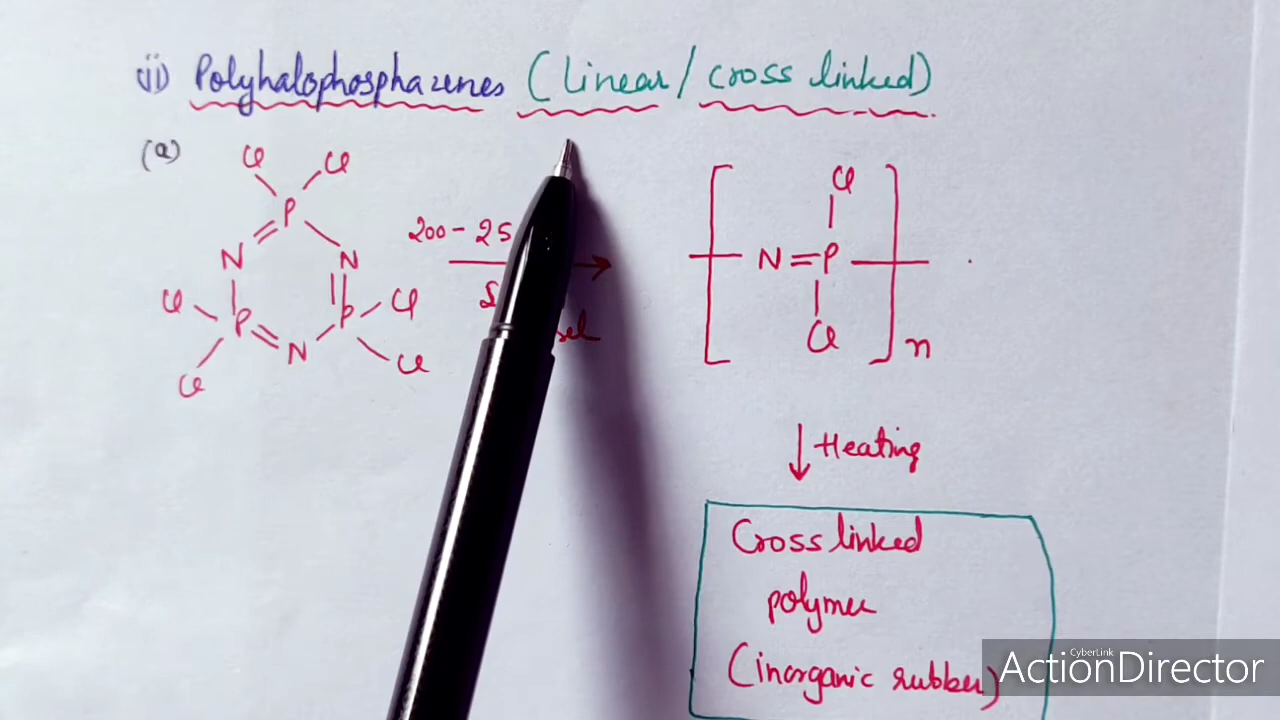 (ii) Polyhalophosphazenes (linear / cross linked)
(a)
Cl Cl
P
N N
Cl P P Cl
N
Cl Cl
200 - 25
Cl
N=P
Cl
n
Heating
Cross linked
polymer
(inorganic rubber)
CyberLink
ActionDirector